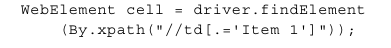 WebElement cell = driver.findElement
(By.xpath("//td[.='Item 1']"));